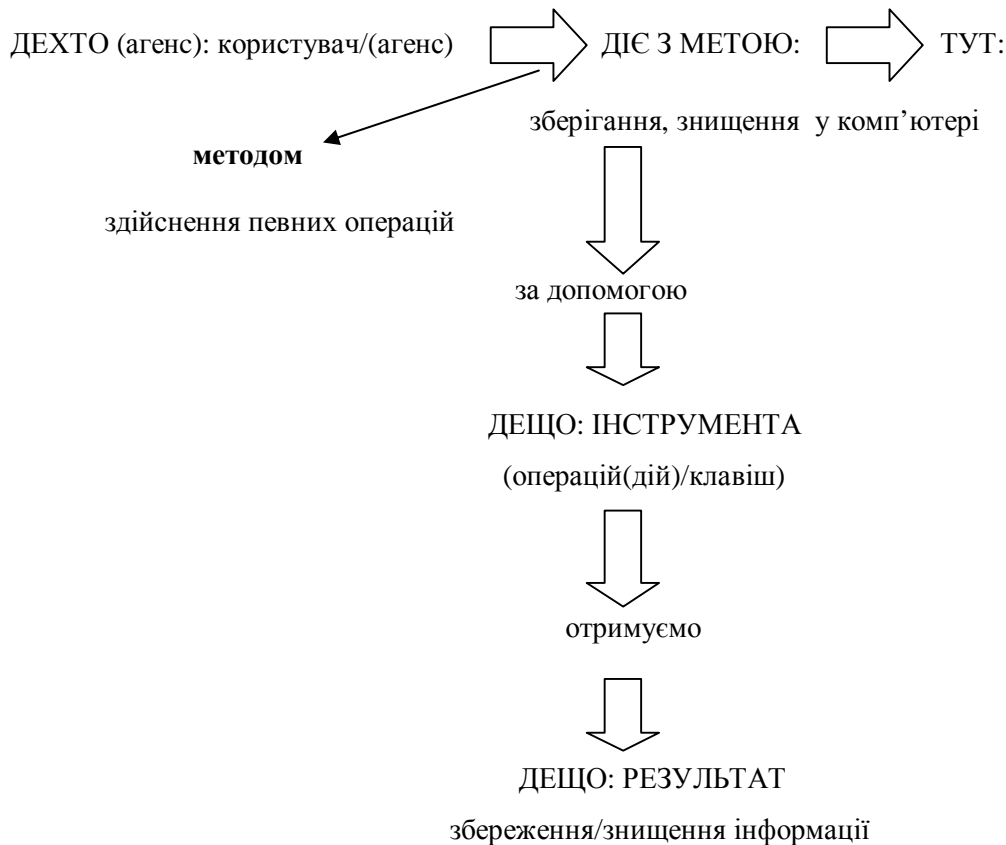 ДЕХТО (агенс): користувач/(агенс) ДІЄ З МЕТОЮ: ТУТ:
зберігання, знищення у комп’ютері
методом
здійснення певних операцій
за допомогою
ДЕЩО: ІНСТРУМЕНТА
(операцій(дій)/клавіш)
отримуємо
ДЕЩО: РЕЗУЛЬТАТ
збереження/знищення інформації